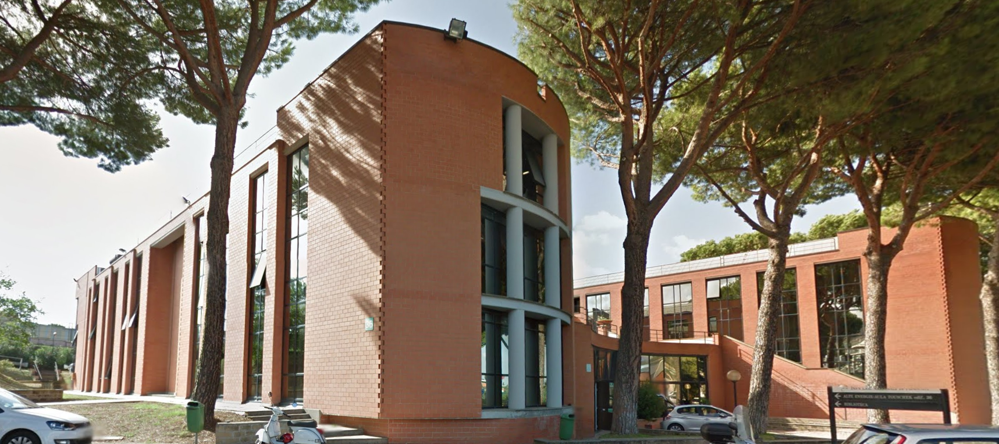 36
ALTE ENERGIE-AULA TOUSCHEK edif. 36
BIBLIOTECA